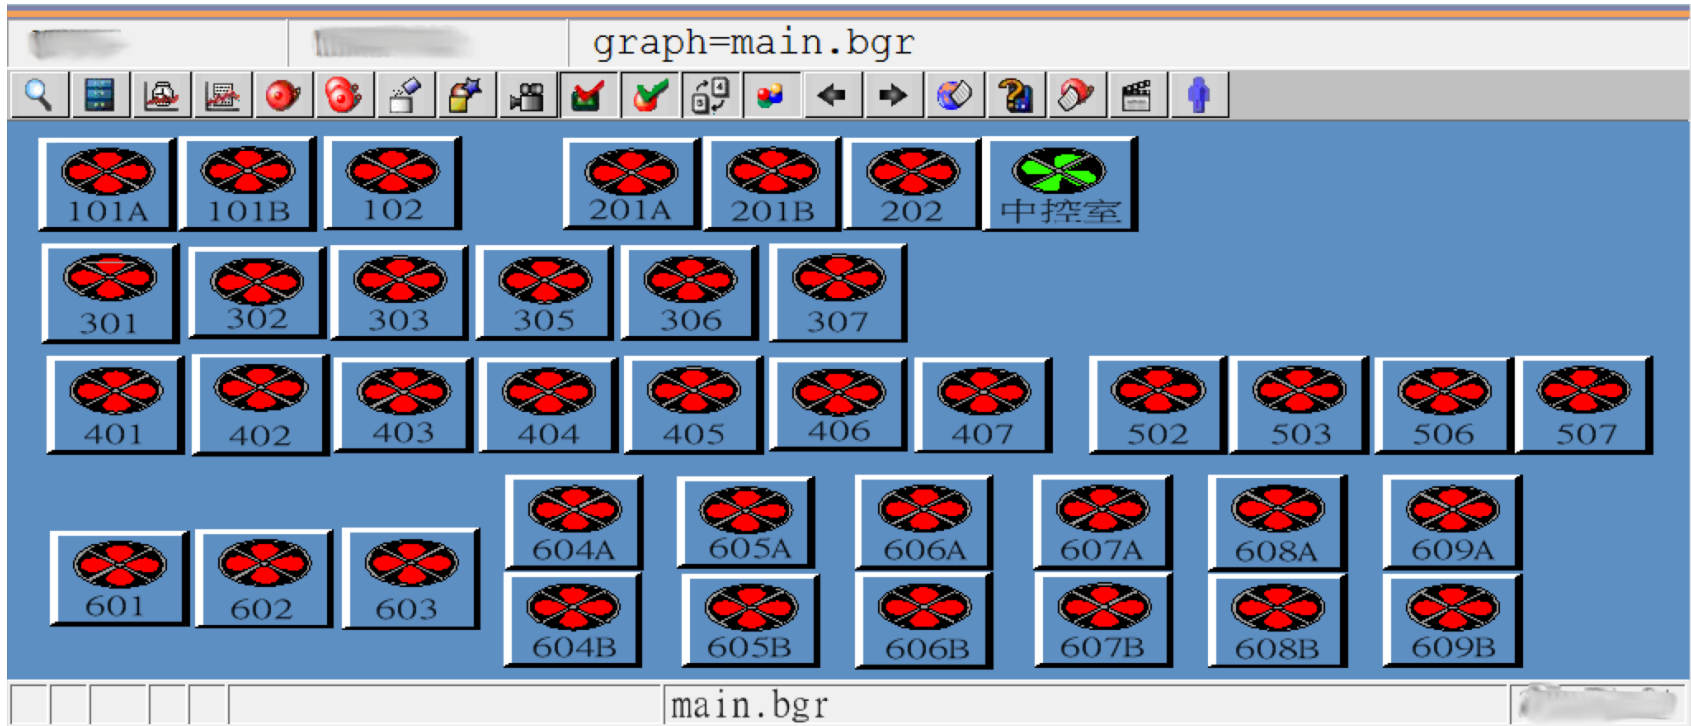 graph=main.bgr
101A 101B 102 201A 201B 202 中控室
301 302 303 305 306 307
401 402 403 404 405 406 407 502 503 506 507
604A 605A 606A 607A 608A 609A
601 602 603
604B 605B 606B 607B 608B 609B
main.bgr